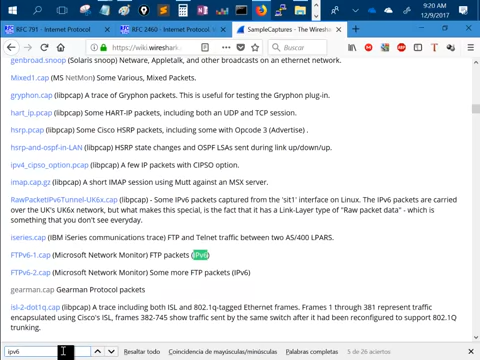 9:20 AM
12/9/2017
RFC 791 - Internet Protocol
RFC 2460 - Internet Protocol,
SampleCaptures - The Wiresh
https://wiki.wireshark
Buscar
genbroad.snoop (Solaris snoop) Netware, Appletalk, and other broadcasts on an ethernet network.
Mixed1.cap (MS NetMon) Some Various, Mixed Packets.
gryphon.cap (libpcap) A trace of Gryphon packets. This is useful for testing the Gryphon plug-in.
hart_ip.pcap (libpcap) Some HART-IP packets, including both an UDP and TCP session.
hsrp.pcap (libpcap) Some Cisco HSRP packets, including some with Opcode 3 (Advertise) .
hsrp-and-ospf-in-LAN (libpcap) HSRP state changes and OSPF LSAs sent during link up/down/up.
ipv4_cipso_option.pcap (libpcap) A few IP packets with CIPSO option.
imap.cap.gz (libpcap) A short IMAP session using Mutt against an MSX server.
RawPacketIPv6Tunnel-UK6x.cap (libpcap) - Some IPv6 packets captured from the 'sit1' interface on Linux. The IPv6 packets are carried
over the UK's UK6x network, but what makes this special, is the fact that it has a Link-Layer type of "Raw packet data" - which is
something that you don't see everyday.
iseries.cap (IBM iSeries communications trace) FTP and Telnet traffic between two AS/400 LPARS.
FTPv6-1.cap (Microsoft Network Monitor) FTP packets (IPv6)
FTPv6-2.cap (Microsoft Network Monitor) Some more FTP packets (IPv6)
gearman.cap Gearman Protocol packets
isl-2-dot1q.cap (libpcap) A trace including both ISL and 802.1q-tagged Ethernet frames. Frames 1 through 381 represent traffic
encapsulated using Cisco's ISL, frames 382-745 show traffic sent by the same switch after it had been reconfigured to support 802.1Q
trunking.
ipv6
Resaltar todo
Coincidencia de mayúsculas/minúsculas
Palabras completas
5 de 26 aciertos